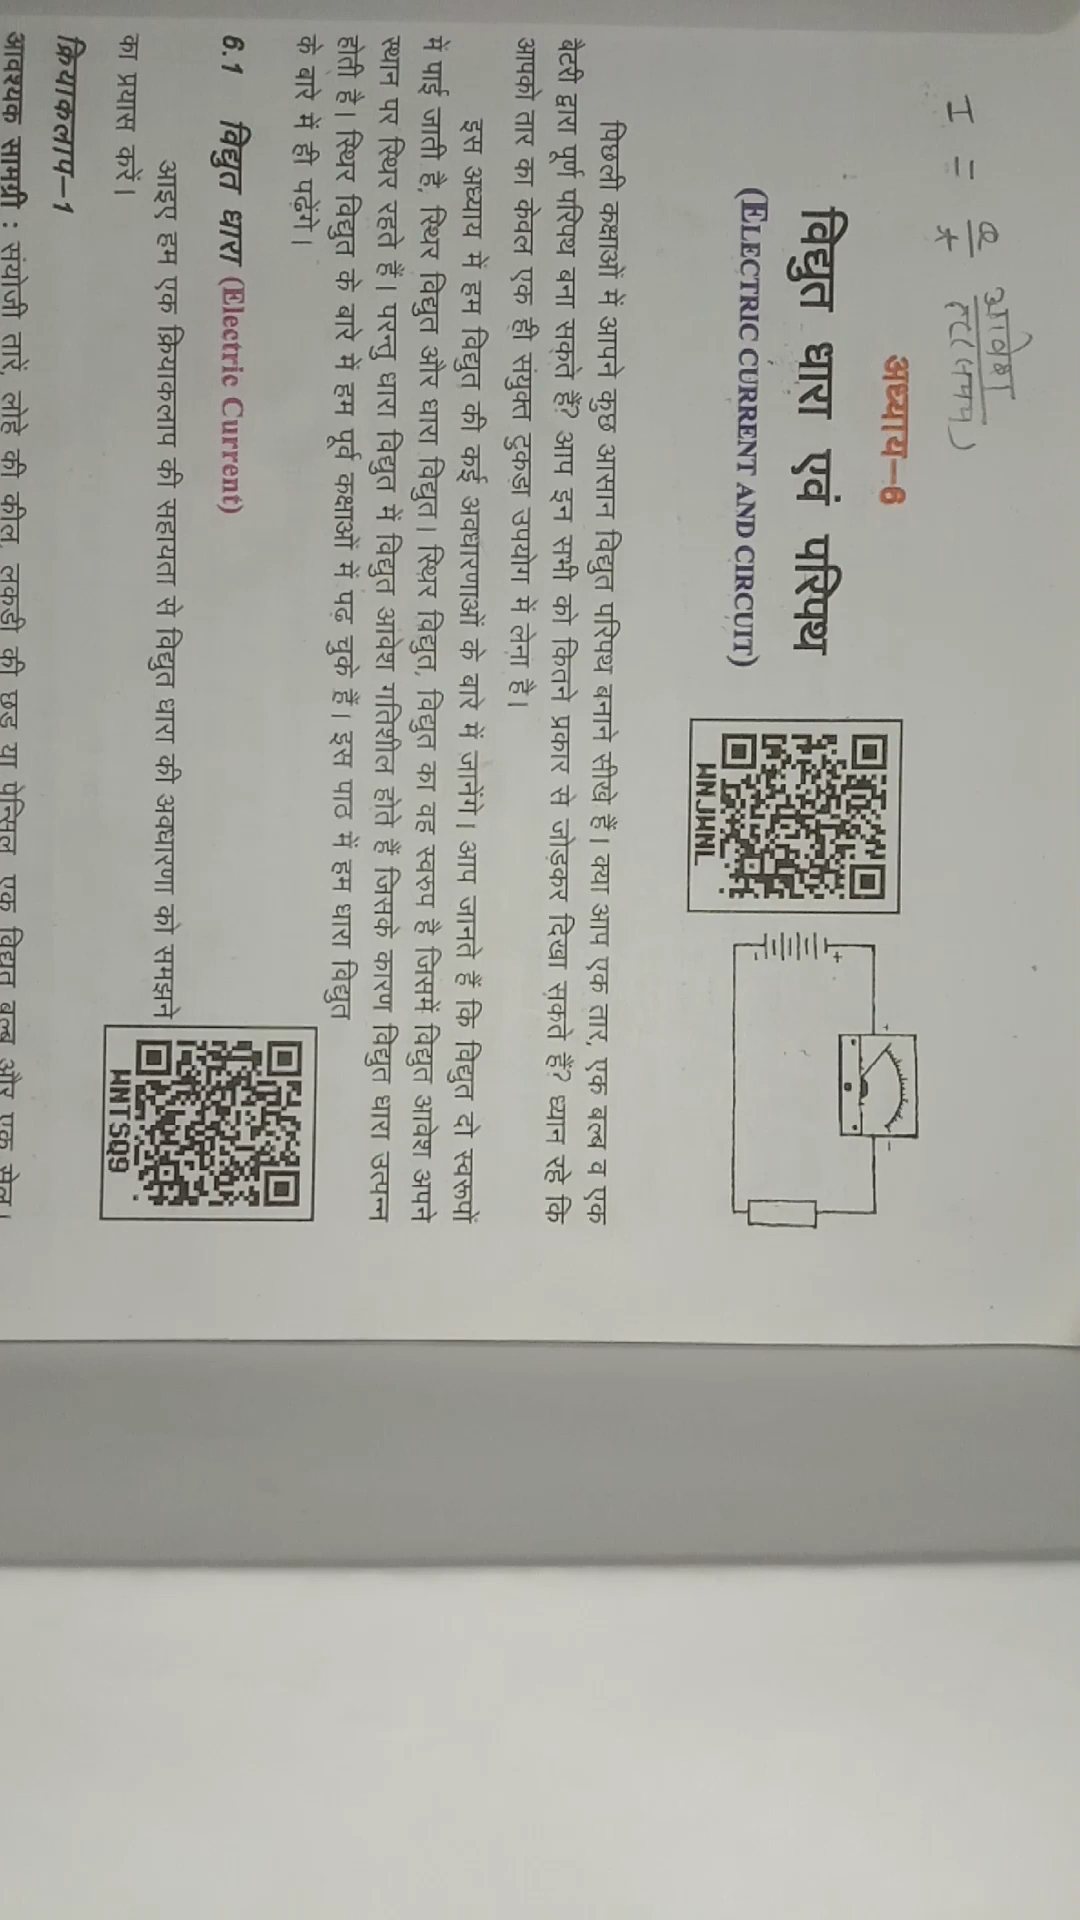 I = Q/t आवेश/t (समय)
अध्याय–6
विद्युत धारा एवं परिपथ
(ELECTRIC CURRENT AND CIRCUIT)
WNJWNL
+
-
+
-
पिछली कक्षाओं में आपने कुछ आसान विद्युत परिपथ बनाने सीखे हैं। क्या आप एक तार, एक बल्ब व एक
बैटरी द्वारा पूर्ण परिपथ बना सकते हैं? आप इन सभी को कितने प्रकार से जोड़कर दिखा सकते हैं? ध्यान रहे कि
आपको तार का केवल एक ही संयुक्त टुकड़ा उपयोग में लेना है।
इस अध्याय में हम विद्युत की कई अवधारणाओं के बारे में जानेंगे। आप जानते हैं कि विद्युत दो स्वरूपों
में पाई जाती है, स्थिर विद्युत और धारा विद्युत। स्थिर विद्युत, विद्युत का वह स्वरुप है जिसमें विद्युत आवेश अपने
स्थान पर स्थिर रहते हैं। परन्तु धारा विद्युत में विद्युत आवेश गतिशील होते हैं जिसके कारण विद्युत धारा उत्पन्न
होती है। स्थिर विद्युत के बारे में हम पूर्व कक्षाओं में पढ़ चुके हैं। इस पाठ में हम धारा विद्युत
के बारे में ही पढ़ेंगे।
6.1 विद्युत धारा (Electric Current)
आइए हम एक क्रियाकलाप की सहायता से विद्युत धारा की अवधारणा को समझने
का प्रयास करें।
WNTSQ9
क्रियाकलाप–1
आवश्यक सामग्री : संयोजी तारें, लोहे की कील, लकड़ी की छड़ या पेन्सिल, एक विद्युत बल्ब और एक सेल।